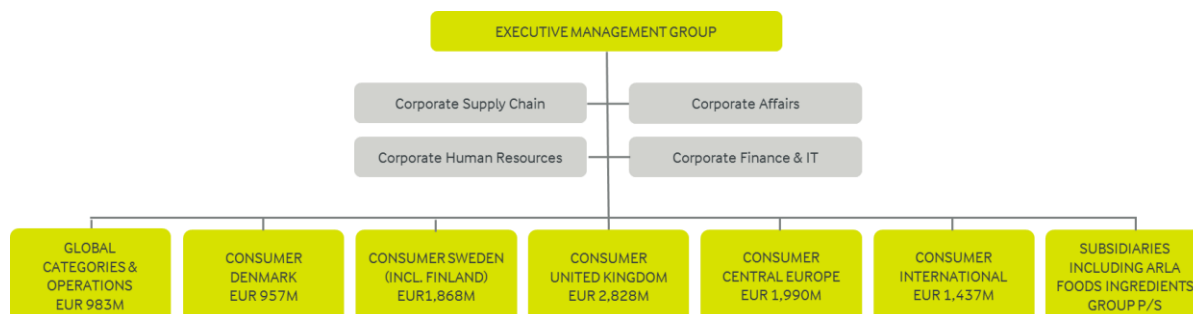 EXECUTIVE MANAGEMENT GROUP
Corporate Supply Chain
Corporate Affairs
Corporate Human Resources
Corporate Finance & IT
GLOBAL
CATEGORIES &
OPERATIONS
EUR 983M
CONSUMER
DENMARK
EUR 957M
CONSUMER SWEDEN
(INCL. FINLAND)
EUR1,868M
CONSUMER
UNITED KINGDOM
EUR 2,828M
CONSUMER
CENTRAL EUROPE
EUR 1,990M
CONSUMER
INTERNATIONAL
EUR 1,437M
SUBSIDIARIES
INCLUDING ARLA
FOODS INGREDIENTS
GROUP P/S